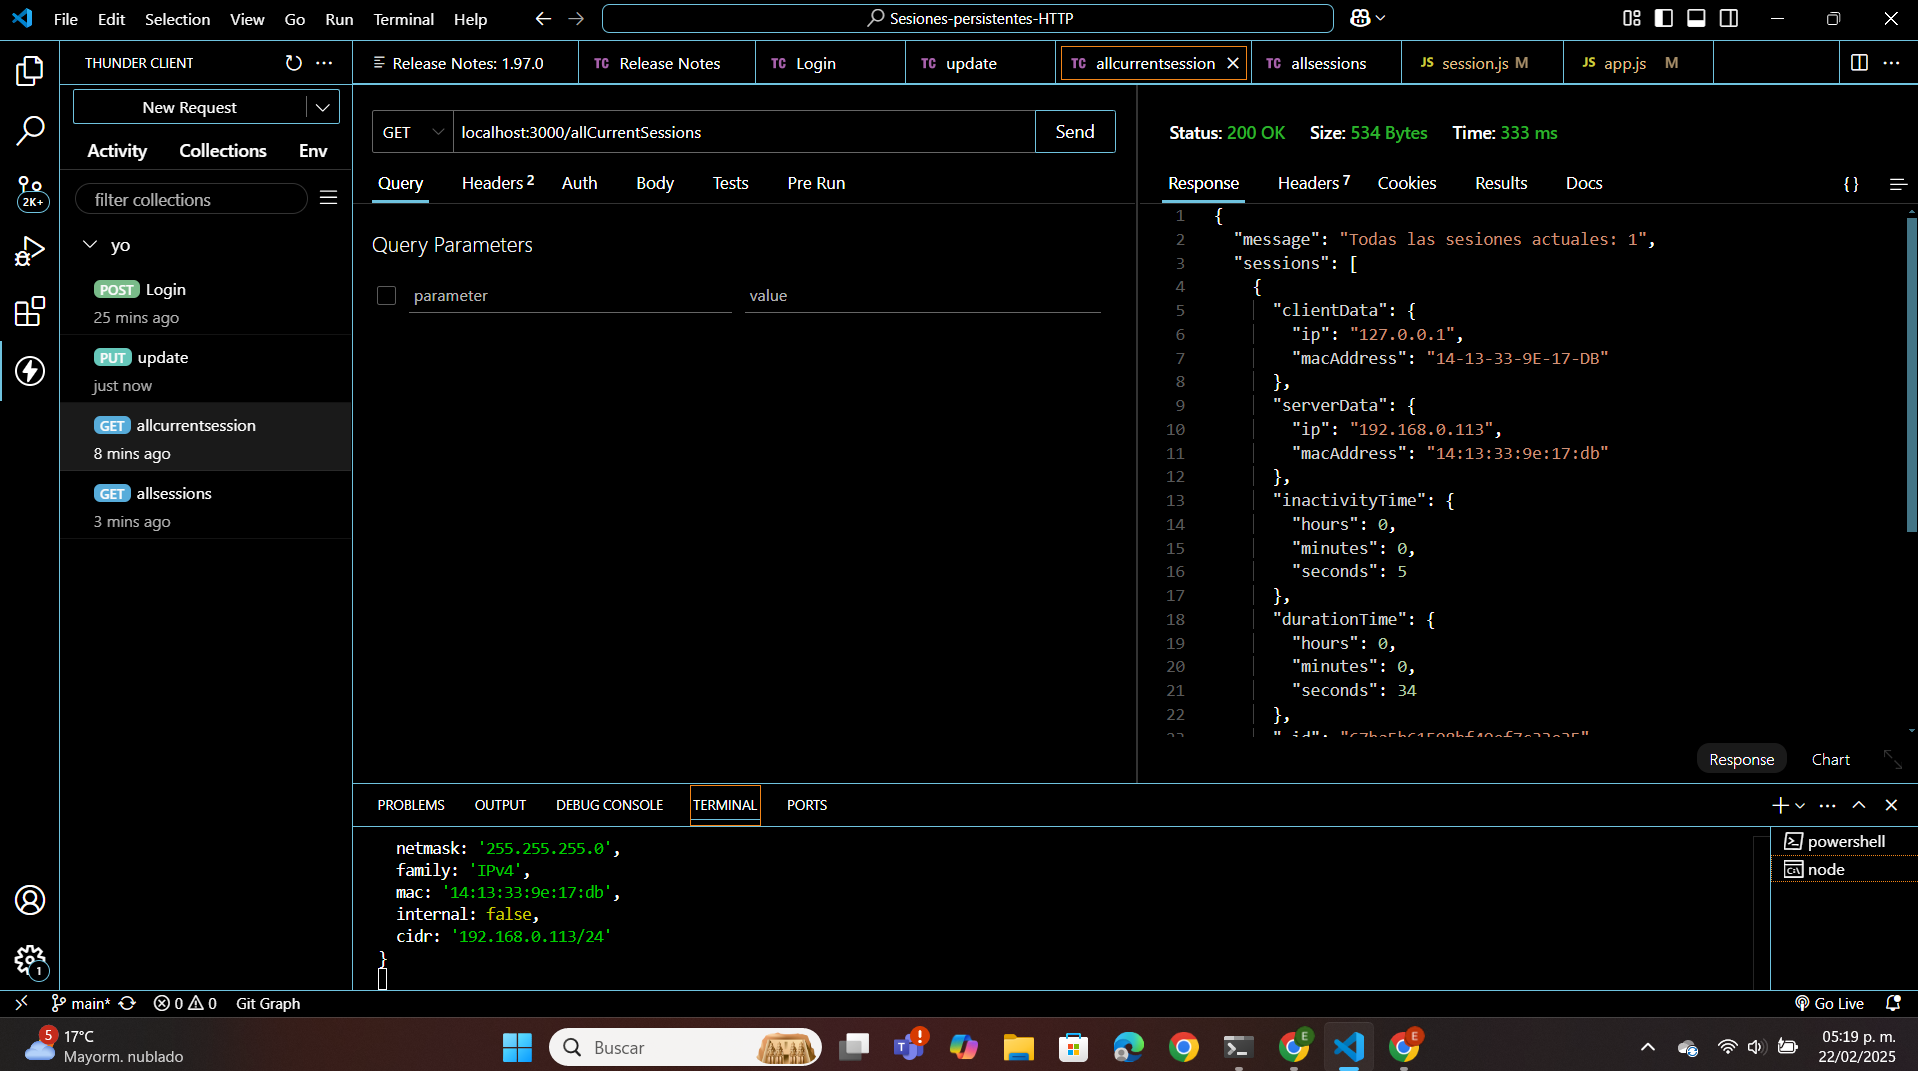 File Edit Selection View Go Run Terminal Help
Sesiones-persistentes-HTTP
THUNDER CLIENT
New Request
Activity Collections Env
filter collections
yo
POST Login
25 mins ago
PUT update
just now
GET allcurrentsession
8 mins ago
GET allsessions
3 mins ago
2K+
1
Release Notes: 1.97.0
TC Release Notes
TC Login
TC update
TC allcurrentsession
TC allsessions
JS session.js M
JS app.js M
GET localhost:3000/allCurrentSessions Send
Query Headers 2 Auth Body Tests Pre Run
Query Parameters
parameter value
Status: 200 OK Size: 534 Bytes Time: 333 ms
Response Headers 7 Cookies Results Docs { }
1 {
2 "message": "Todas las sesiones actuales: 1",
3 "sessions": [
4 {
5 "clientData": {
6 "ip": "127.0.0.1",
7 "macAddress": "14-13-33-9E-17-DB"
8 },
9 "serverData": {
10 "ip": "192.168.0.113",
11 "macAddress": "14:13:33:9e:17:db"
12 },
13 "inactivityTime": {
14 "hours": 0,
15 "minutes": 0,
16 "seconds": 5
17 },
18 "durationTime": {
19 "hours": 0,
20 "minutes": 0,
21 "seconds": 34
22 },
Response Chart
PROBLEMS OUTPUT DEBUG CONSOLE TERMINAL PORTS
netmask: '255.255.255.0',
family: 'IPv4',
mac: '14:13:33:9e:17:db',
internal: false,
cidr: '192.168.0.113/24'
}
powershell
node
main* 0 0 Git Graph
Go Live
5 17°C
Mayorm. nublado
Buscar
05:19 p. m.
22/02/2025